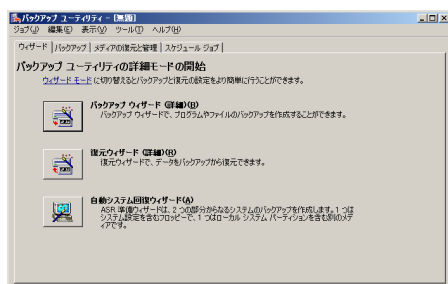 バックアップ ユーティリティ - [無題]
ジョブ(J) 編集(E) 表示(V) ツール(T) ヘルプ(H)
ウィザード バックアップ メディアの復元と管理 スケジュール ジョブ
バックアップ ユーティリティの詳細モードの開始
ウィザード モードに切り替えるとバックアップと復元の設定をより簡単に行うことができます。
バックアップ ウィザード (詳細)(B)
バックアップ ウィザードで、プログラムやファイルのバックアップを作成することができます。
復元ウィザード (詳細)(R)
復元ウィザードで、データをバックアップから復元できます。
自動システム回復ウィザード(A)
ASR 準備ウィザードは、2 つの部分からなるシステムのバックアップを作成します。1 つは
システム設定を含むフロッピーで、1 つはローカル システム パーティションを含む別のメデ
ィアです。